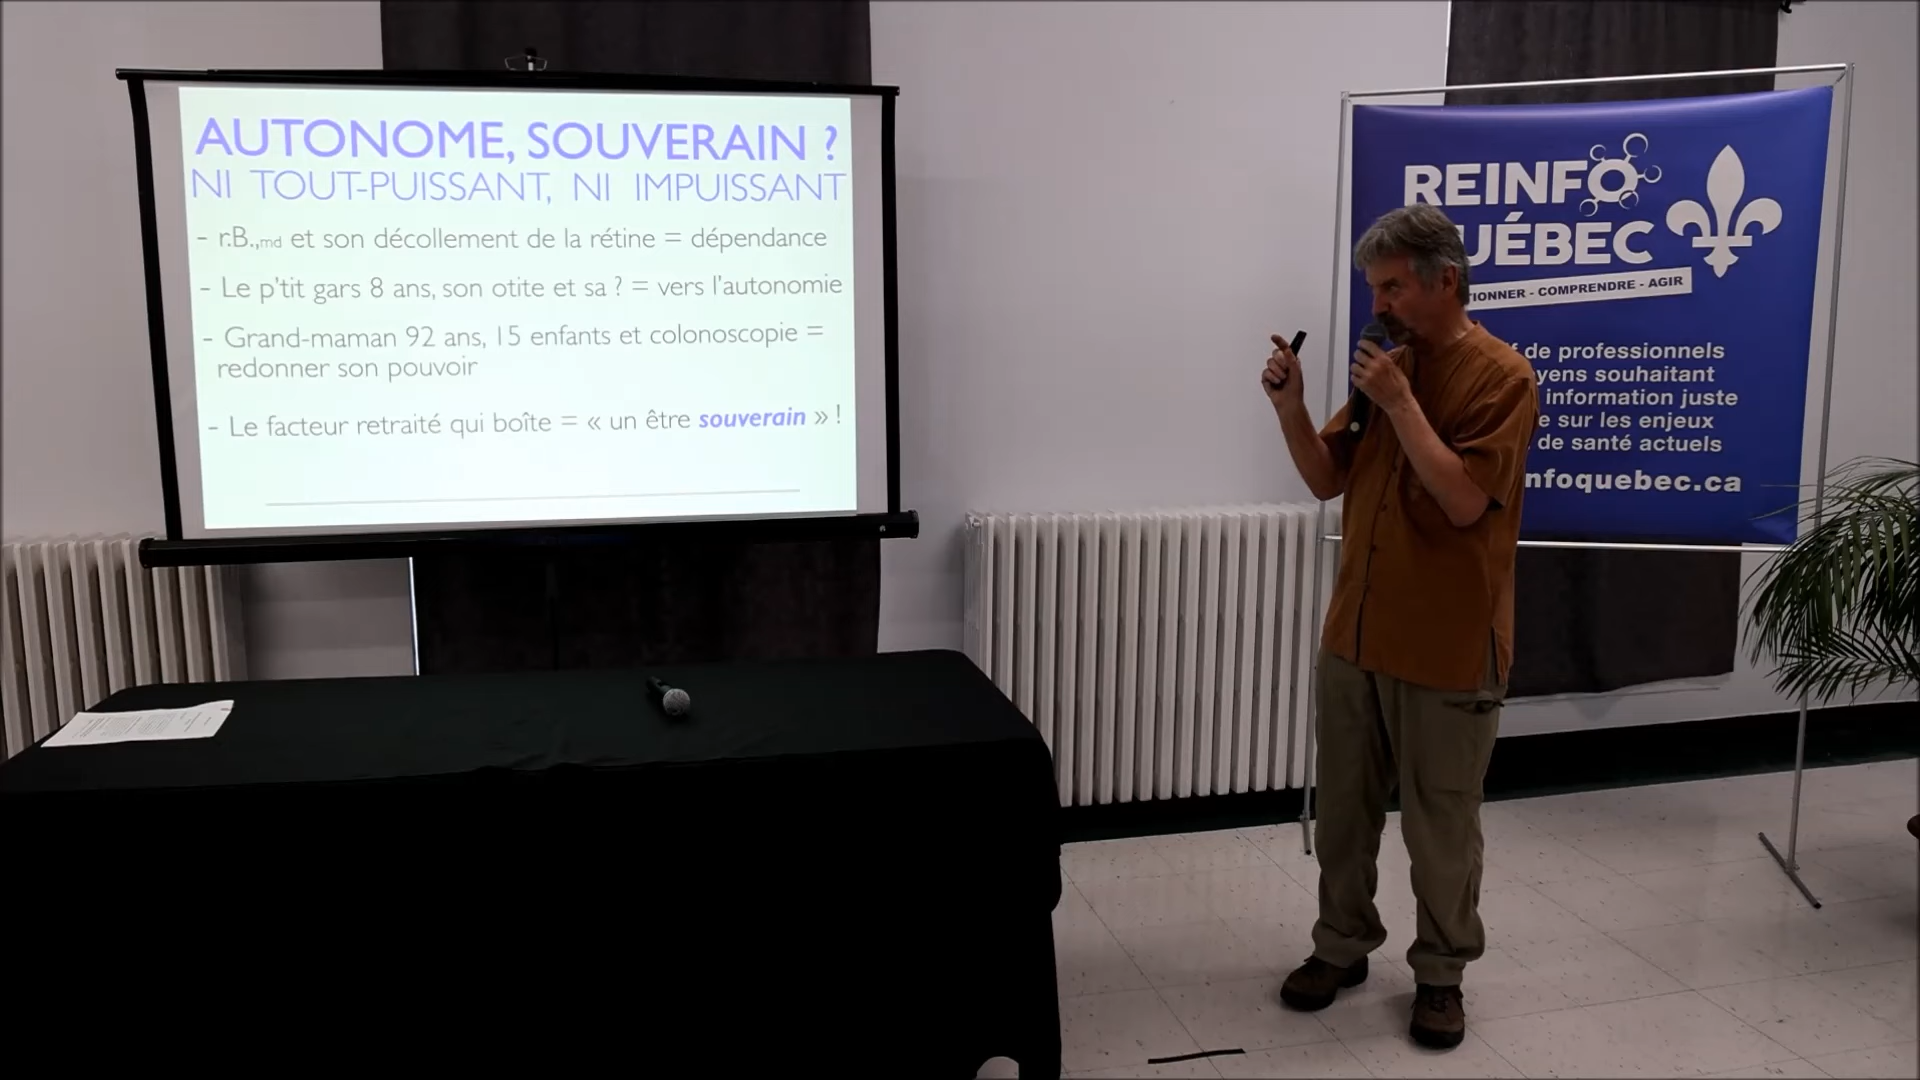 AUTONOME, SOUVERAIN ?
NI TOUT-PUISSANT, NI IMPUISSANT
- r.B.,md et son décollement de la rétine = dépendance
- Le p'tit gars 8 ans, son otite et sa ? = vers l'autonomie
- Grand-maman 92 ans, 15 enfants et colonoscopie =
redonner son pouvoir
- Le facteur retraité qui boîte = « un être souverain » !
REINFO
UÉBEC
TIONNER - COMPRENDRE - AGIR
f de professionnels
yens souhaitant
information juste
e sur les enjeux
de santé actuels
nfoquebec.ca